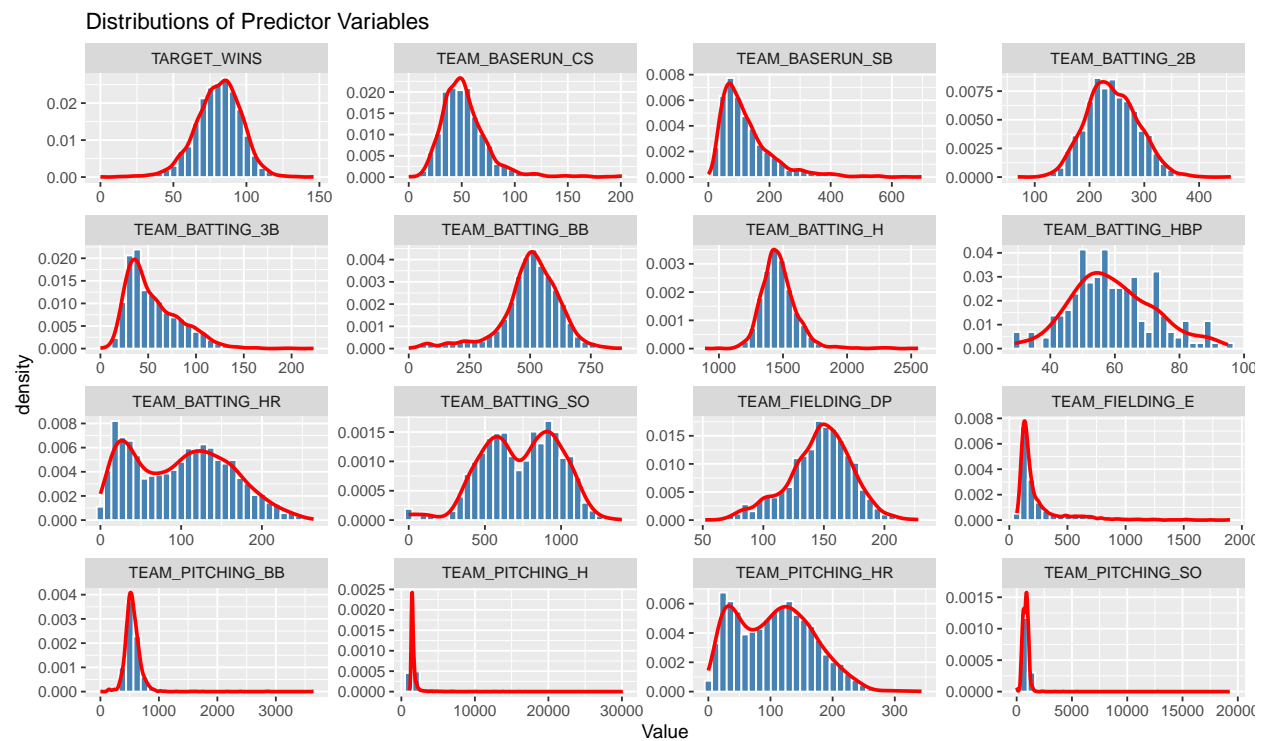 Distributions of Predictor Variables
TARGET_WINS TEAM_BASERUN_CS TEAM_BASERUN_SB TEAM_BATTING_2B
0.02 0.01 0.00
0 50 100 150
0.020 0.015 0.010 0.005 0.000
0 50 100 150 200
0.008 0.006 0.004 0.002 0.000
0 200 400 600
0.0075 0.0050 0.0025 0.0000
100 200 300 400
TEAM_BATTING_3B TEAM_BATTING_BB TEAM_BATTING_H TEAM_BATTING_HBP
0.020 0.015 0.010 0.005 0.000
0 50 100 150 200
0.004 0.003 0.002 0.001 0.000
0 250 500 750
0.003 0.002 0.001 0.000
1000 1500 2000 2500
0.04 0.03 0.02 0.01 0.00
40 60 80 100
density
TEAM_BATTING_HR TEAM_BATTING_SO TEAM_FIELDING_DP TEAM_FIELDING_E
0.008 0.006 0.004 0.002 0.000
0 100 200
0.0015 0.0010 0.0005 0.0000
0 500 1000
0.015 0.010 0.005 0.000
50 100 150 200
0.008 0.006 0.004 0.002 0.000
0 500 1000 1500 200
TEAM_PITCHING_BB TEAM_PITCHING_H TEAM_PITCHING_HR TEAM_PITCHING_SO
0.004 0.003 0.002 0.001 0.000
0 1000 2000 3000
0.0025 0.0020 0.0015 0.0010 0.0005 0.0000
0 10000 20000 30000
0.006 0.004 0.002 0.000
0 100 200 300
0.0015 0.0010 0.0005 0.0000
0 5000 10000 15000 2000
Value